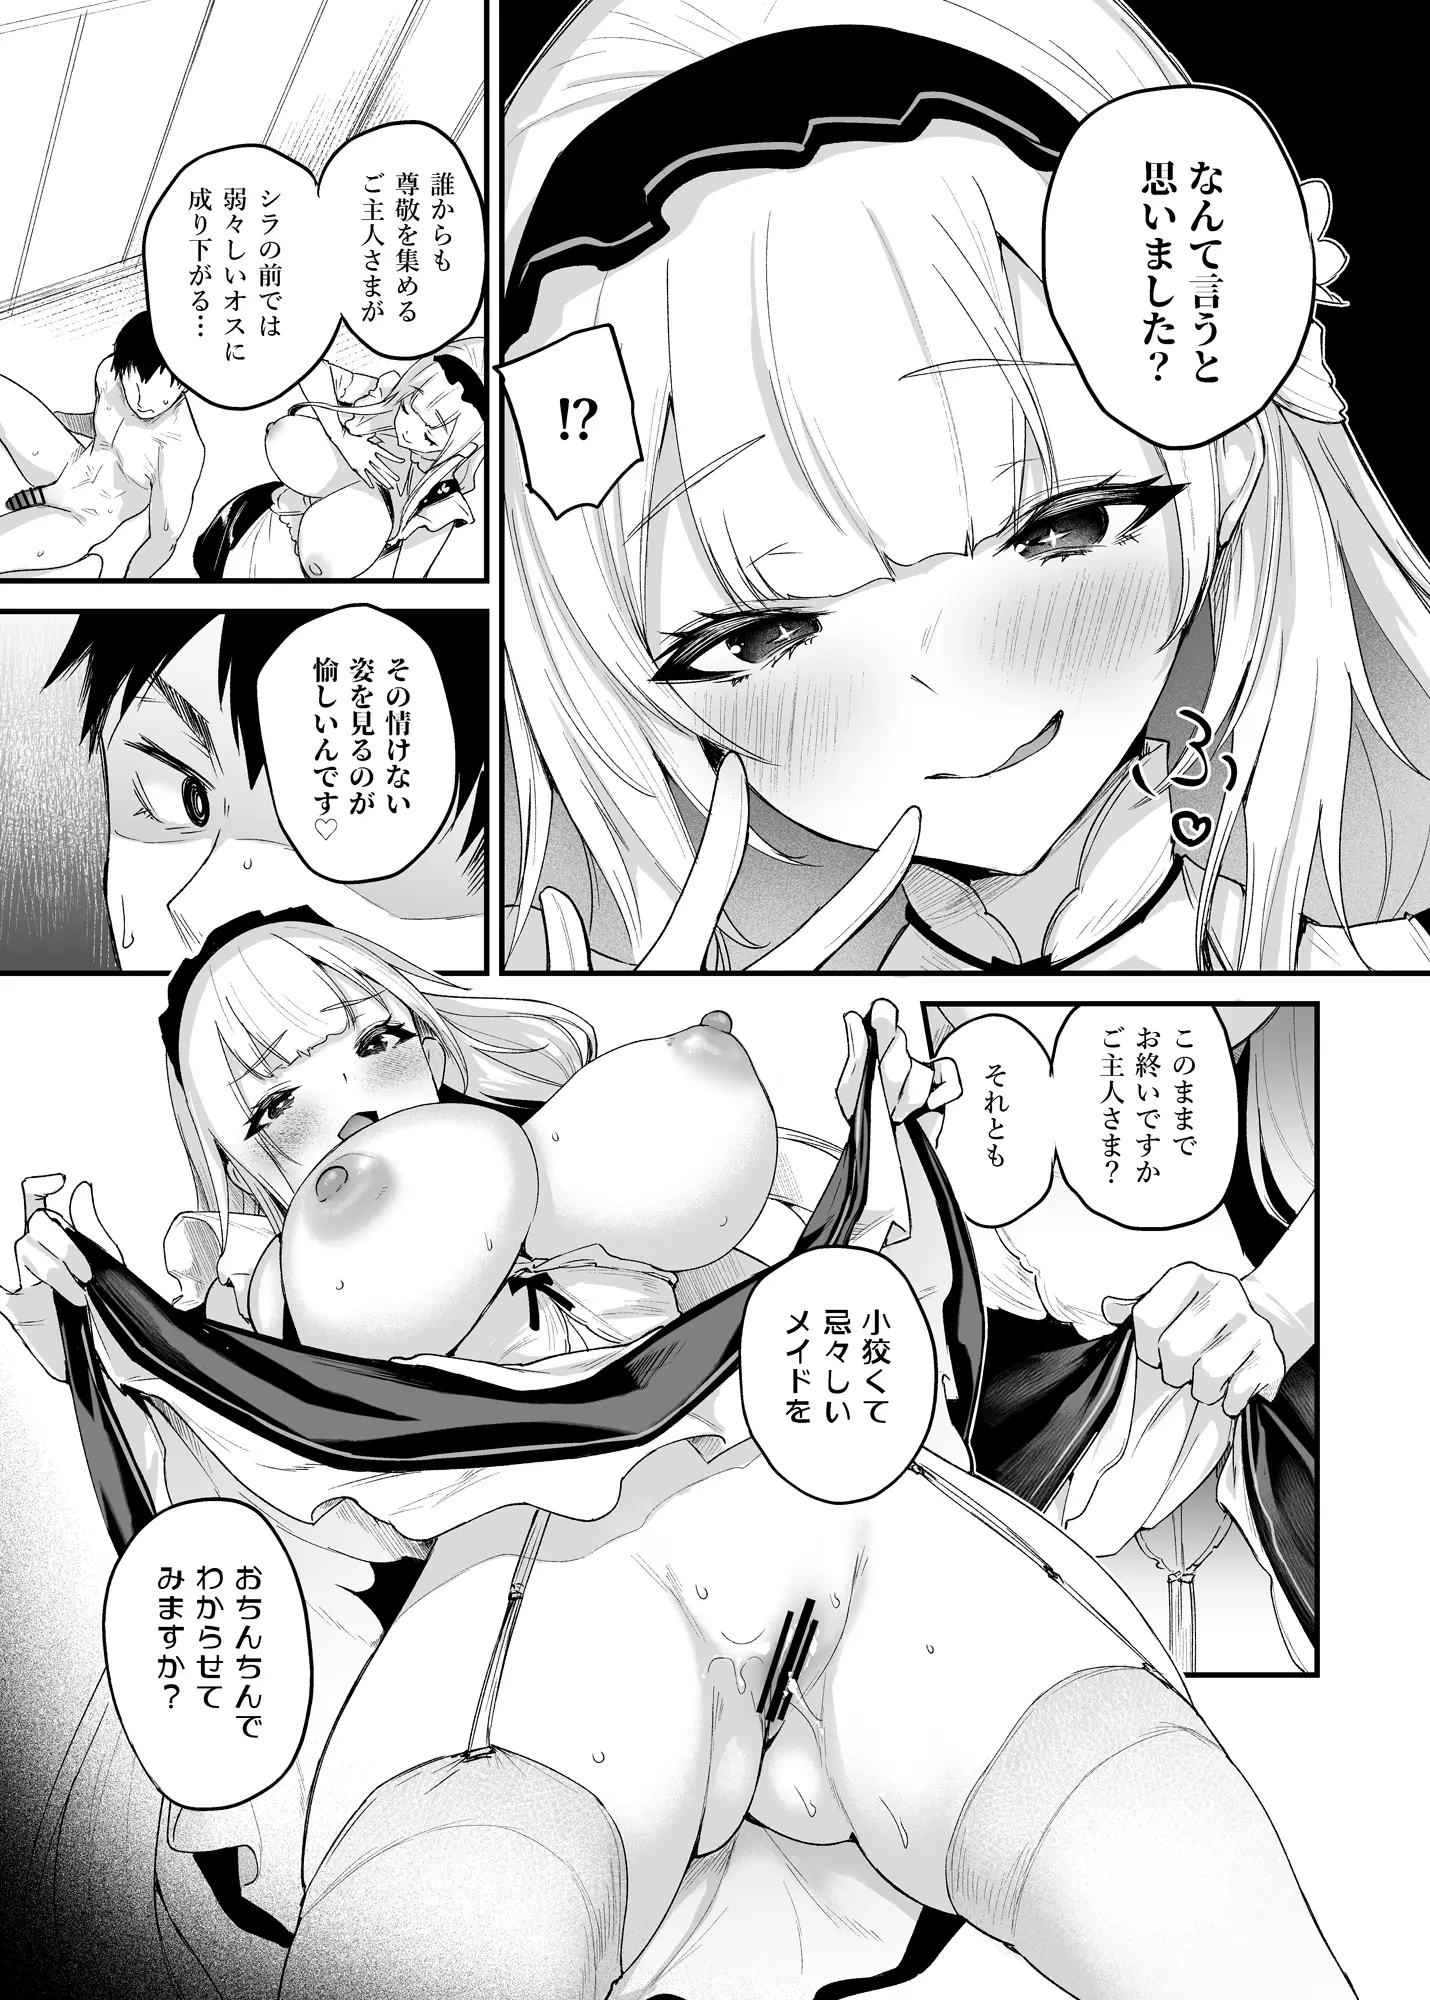 なんて言うと
思いました?
!?
ふ♡
誰からも
尊敬を集める
ご主人さまが
シラの前では
弱々しいオスに
成り下がる…
その情けない
姿を見るのが
愉しいんです♡
このままで
お終いですか
ご主人さま?
それとも
小狡くて
忌々しい
メイドを
おちんちんで
わからせて
みますか?